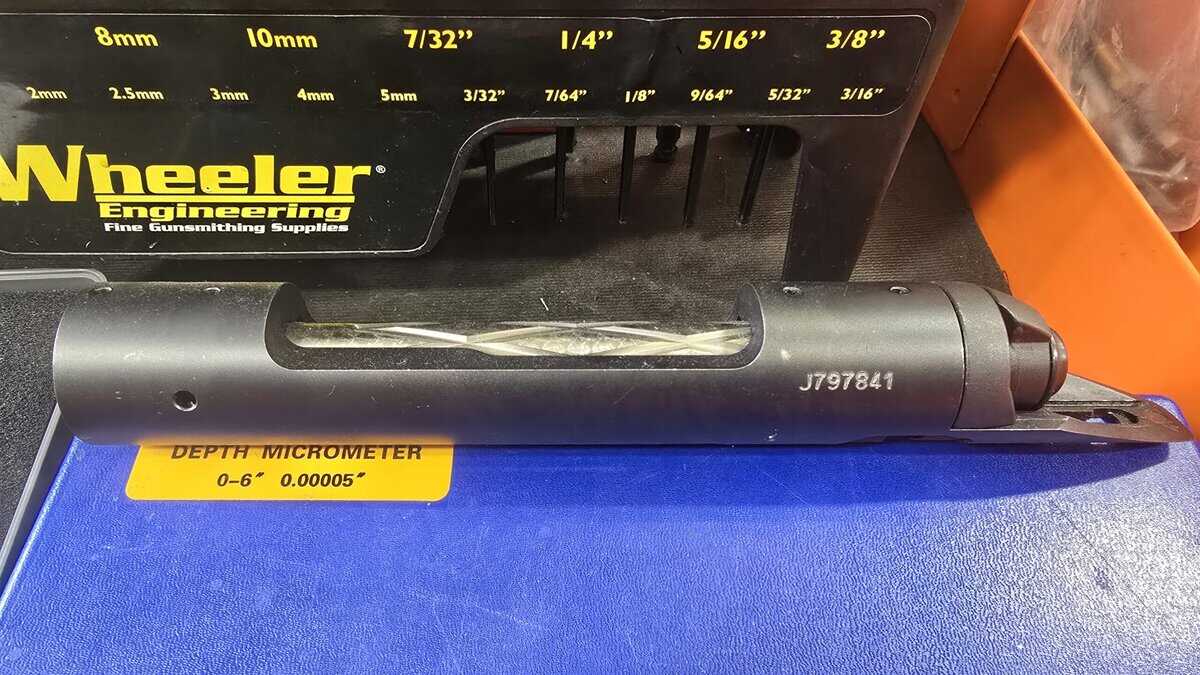 8mm 10mm 7/32” 1/4” 5/16” 3/8”
2mm 2.5mm 3mm 4mm 5mm 3/32” 7/64” 1/8” 9/64” 5/32” 3/16”
Wheeler®
Engineering
Fine Gunsmithing Supplies
J797841
DEPTH MICROMETER
0-6″ 0.00005″